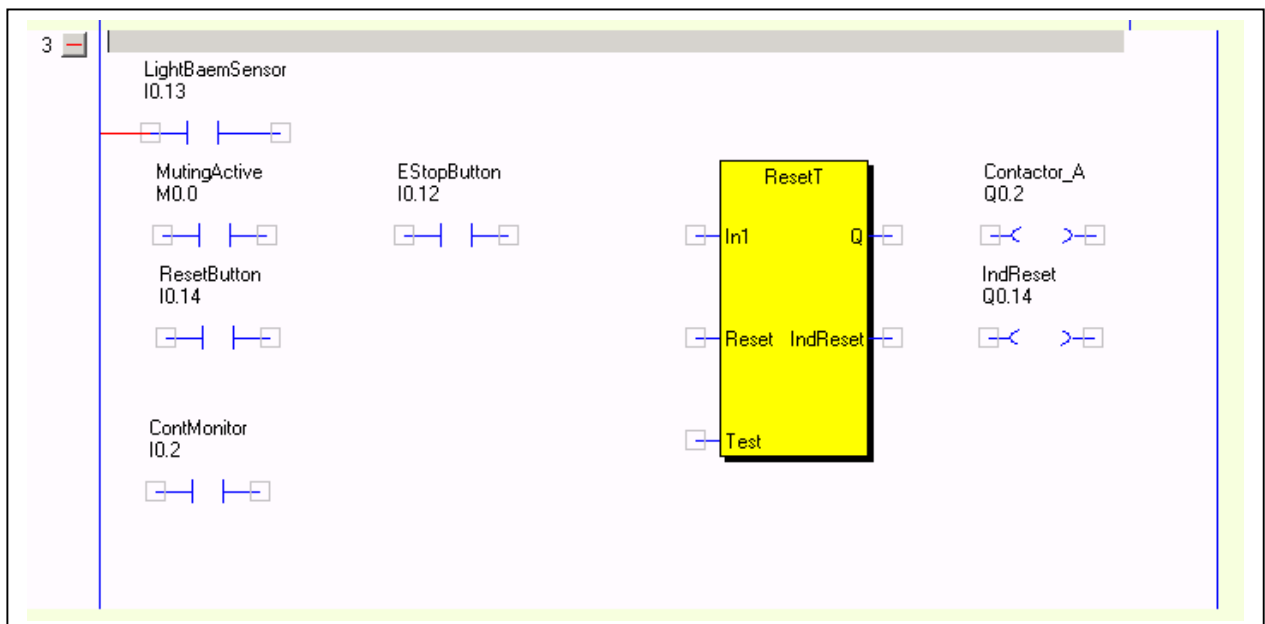 3
LightBaemSensor
I0.13
MutingActive EStopButton ResetT Contactor_A
M0.0 I0.12 Q0.2
In1 Q
ResetButton IndReset
I0.14 Q0.14
Reset IndReset
ContMonitor
I0.2
Test